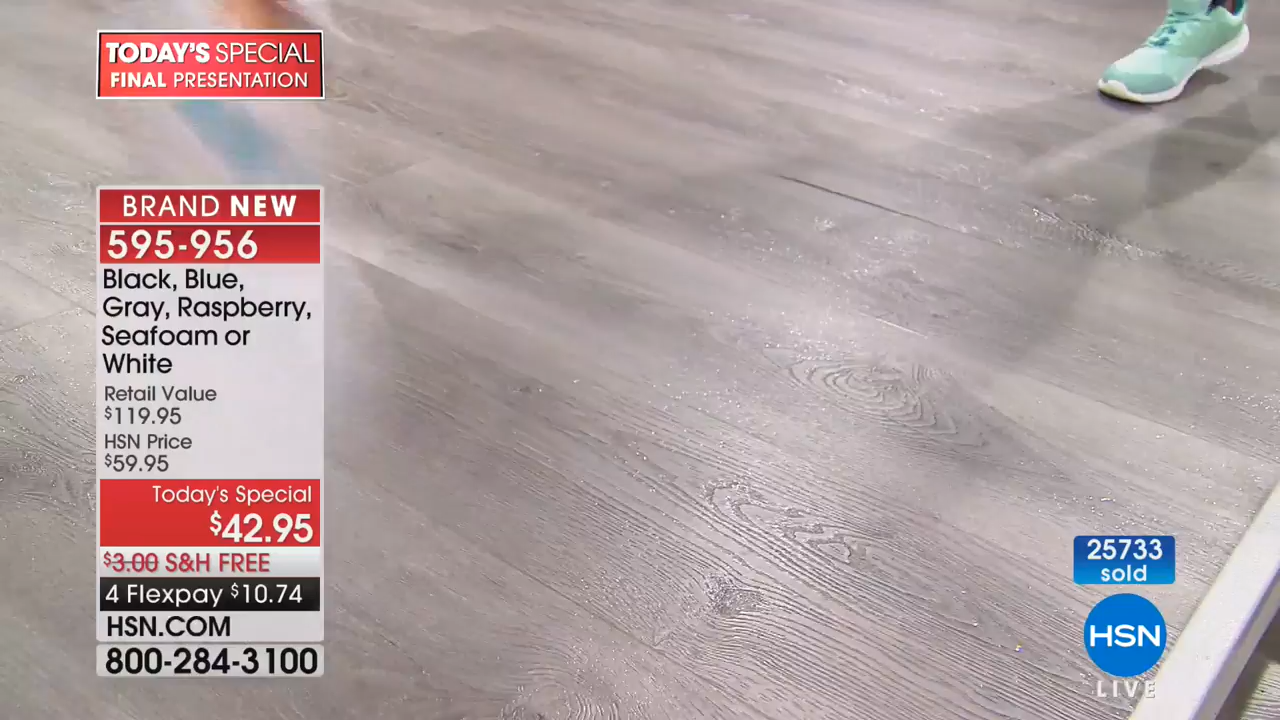 TODAY'S SPECIAL
FINAL PRESENTATION
BRAND NEW
595-956
Black, Blue,
Gray, Raspberry,
Seafoam or
White
Retail Value
$119.95
HSN Price
$59.95
Today's Special
$42.95
$3.00 S&H FREE
4 Flexpay $10.74
HSN.COM
800-284-3100
25733
sold
HSN
LIVE